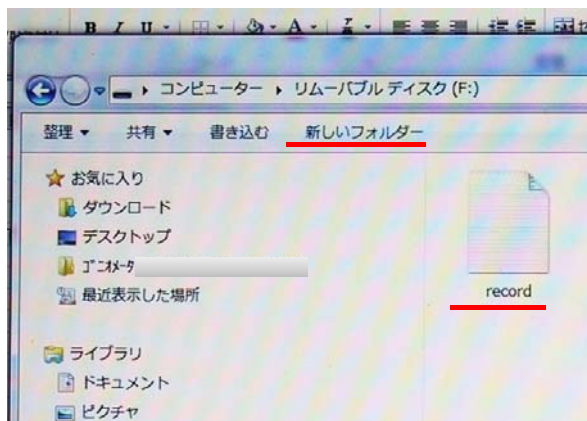 B I U A
コンピューター ▸ リムーバブル ディスク (F:)
整理 共有 書き込む 新しいフォルダー
お気に入り
ダウンロード
デスクトップ
ｺﾞﾆｵﾒｰﾀ
最近表示した場所
record
ライブラリ
ドキュメント
ピクチャ